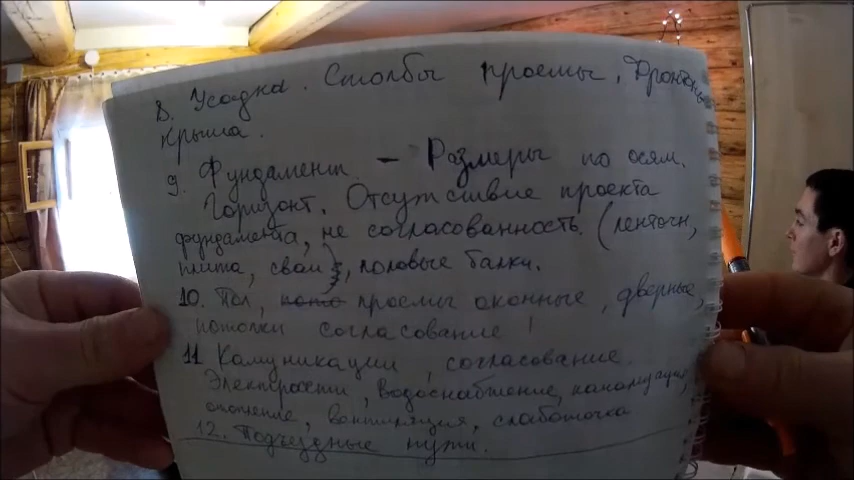 8. Усадка. Столбы проемы, Фронтоны
крыша.
9. Фундамент. - Размеры по осям.
Горизонт. Отсутствие проекта
фундамента, не согласованность. (ленточн,
плита, сваи), половые балки.
10. Пол, пото проемы оконные, дверные,
потолки согласование!
11 Комуникации, согласование.
Электросети, водоснабжение, канализация,
отопление, вентиляция, слаботочка
12. Подъездные пути.